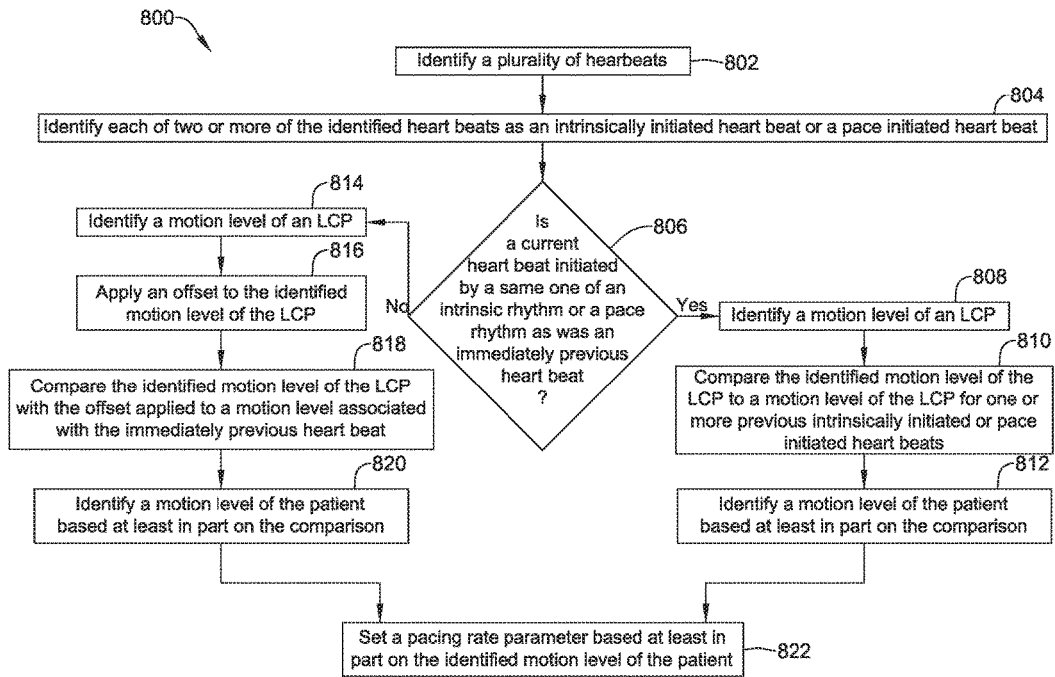 800
Identify a plurality of hearbeats
802
804
Identify each of two or more of the identified heart beats as an intrinsically initiated heart beat or a pace initiated heart beat
806
Is
a current
heart beat initiated
by a same one of an
intrinsic rhythm or a pace
rhythm as was an
immediately previous
heart beat
?
No
Yes
814
Identify a motion level of an LCP
816
Apply an offset to the identified
motion level of the LCP
818
Compare the identified motion level of the LCP
with the offset applied to a motion level associated
with the immediately previous heart beat
820
Identify a motion level of the patient
based at least in part on the comparison
808
Identify a motion level of an LCP
810
Compare the identified motion level of the
LCP to a motion level of the LCP for one or
more previous intrinsically initiated or pace
initiated heart beats
812
Identify a motion level of the patient
based at least in part on the comparison
Set a pacing rate parameter based at least in
part on the identified motion level of the patient
822